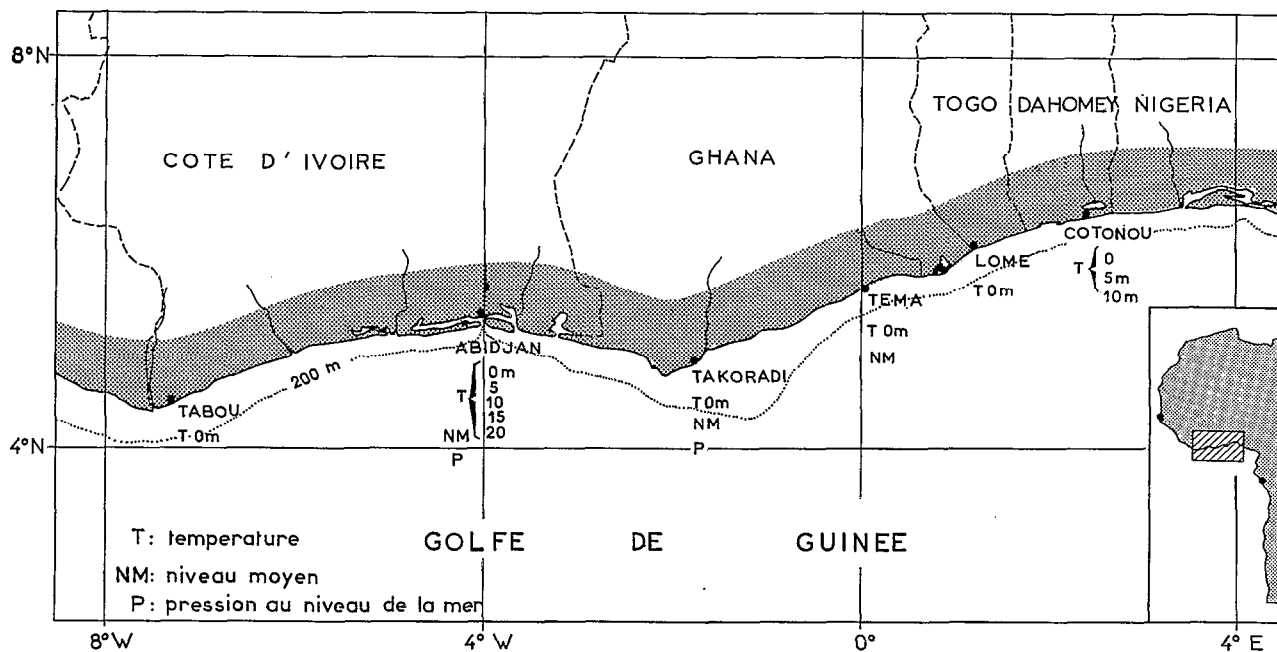 8°N
TOGO DAHOMEY NIGERIA
COTE D'IVOIRE
GHANA
COTONOU
T { 0
5m
10m
LOME
T 0m
TEMA
T 0m
NM
ABIDJAN
T { 0m
5
10
15
20
NM
P
200 m
TAKORADI
T 0m
NM
P
TABOU
T 0m
4°N
T: temperature
GOLFE DE GUINEE
NM: niveau moyen
P: pression au niveau de la mer
8°W 4°W 0° 4°E